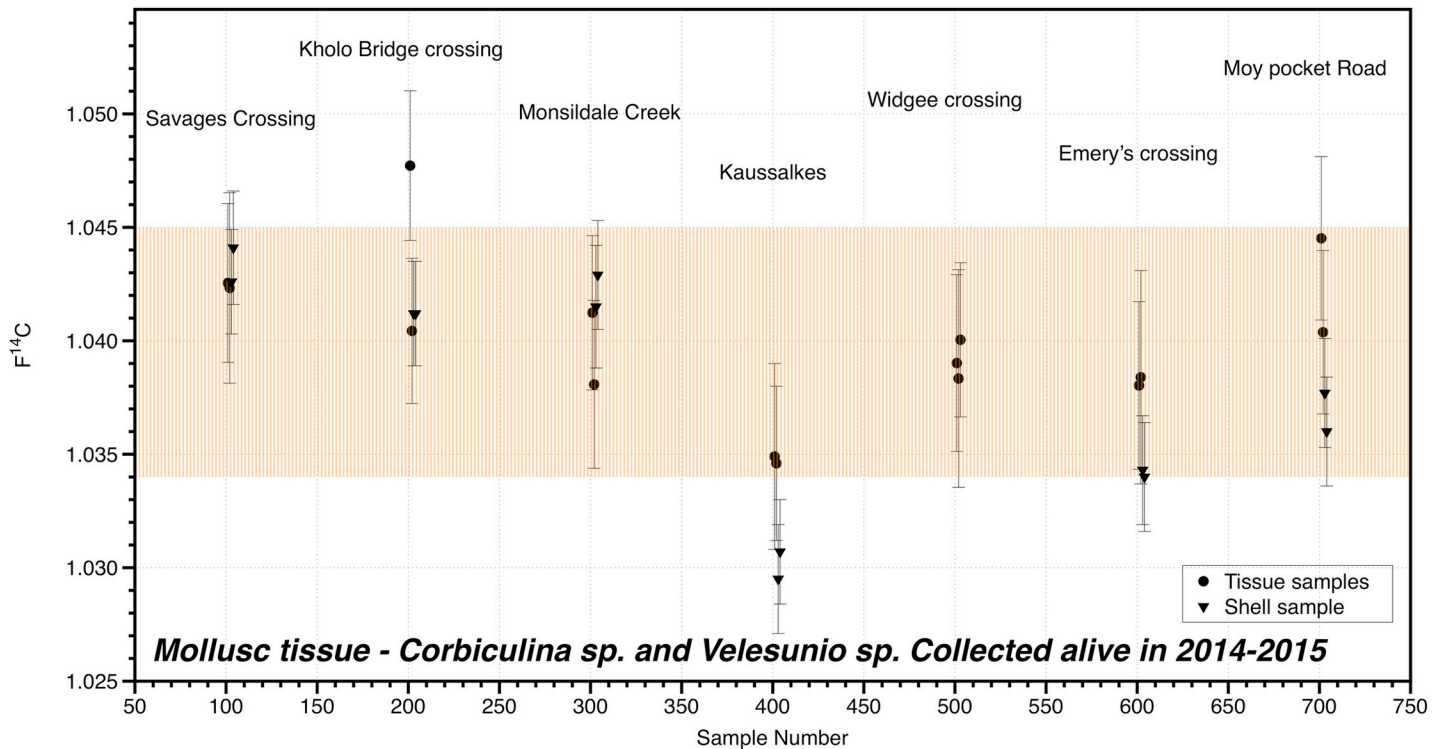 Kholo Bridge crossing
Moy pocket Road
Widgee crossing
Savages Crossing
Monsildale Creek
Emery’s crossing
Kaussalkes
1.050
1.045
1.040
1.035
1.030
1.025
F14C
Tissue samples
Shell sample
Mollusc tissue - Corbiculina sp. and Velesunio sp. Collected alive in 2014-2015
50 100 150 200 250 300 350 400 450 500 550 600 650 700 750
Sample Number